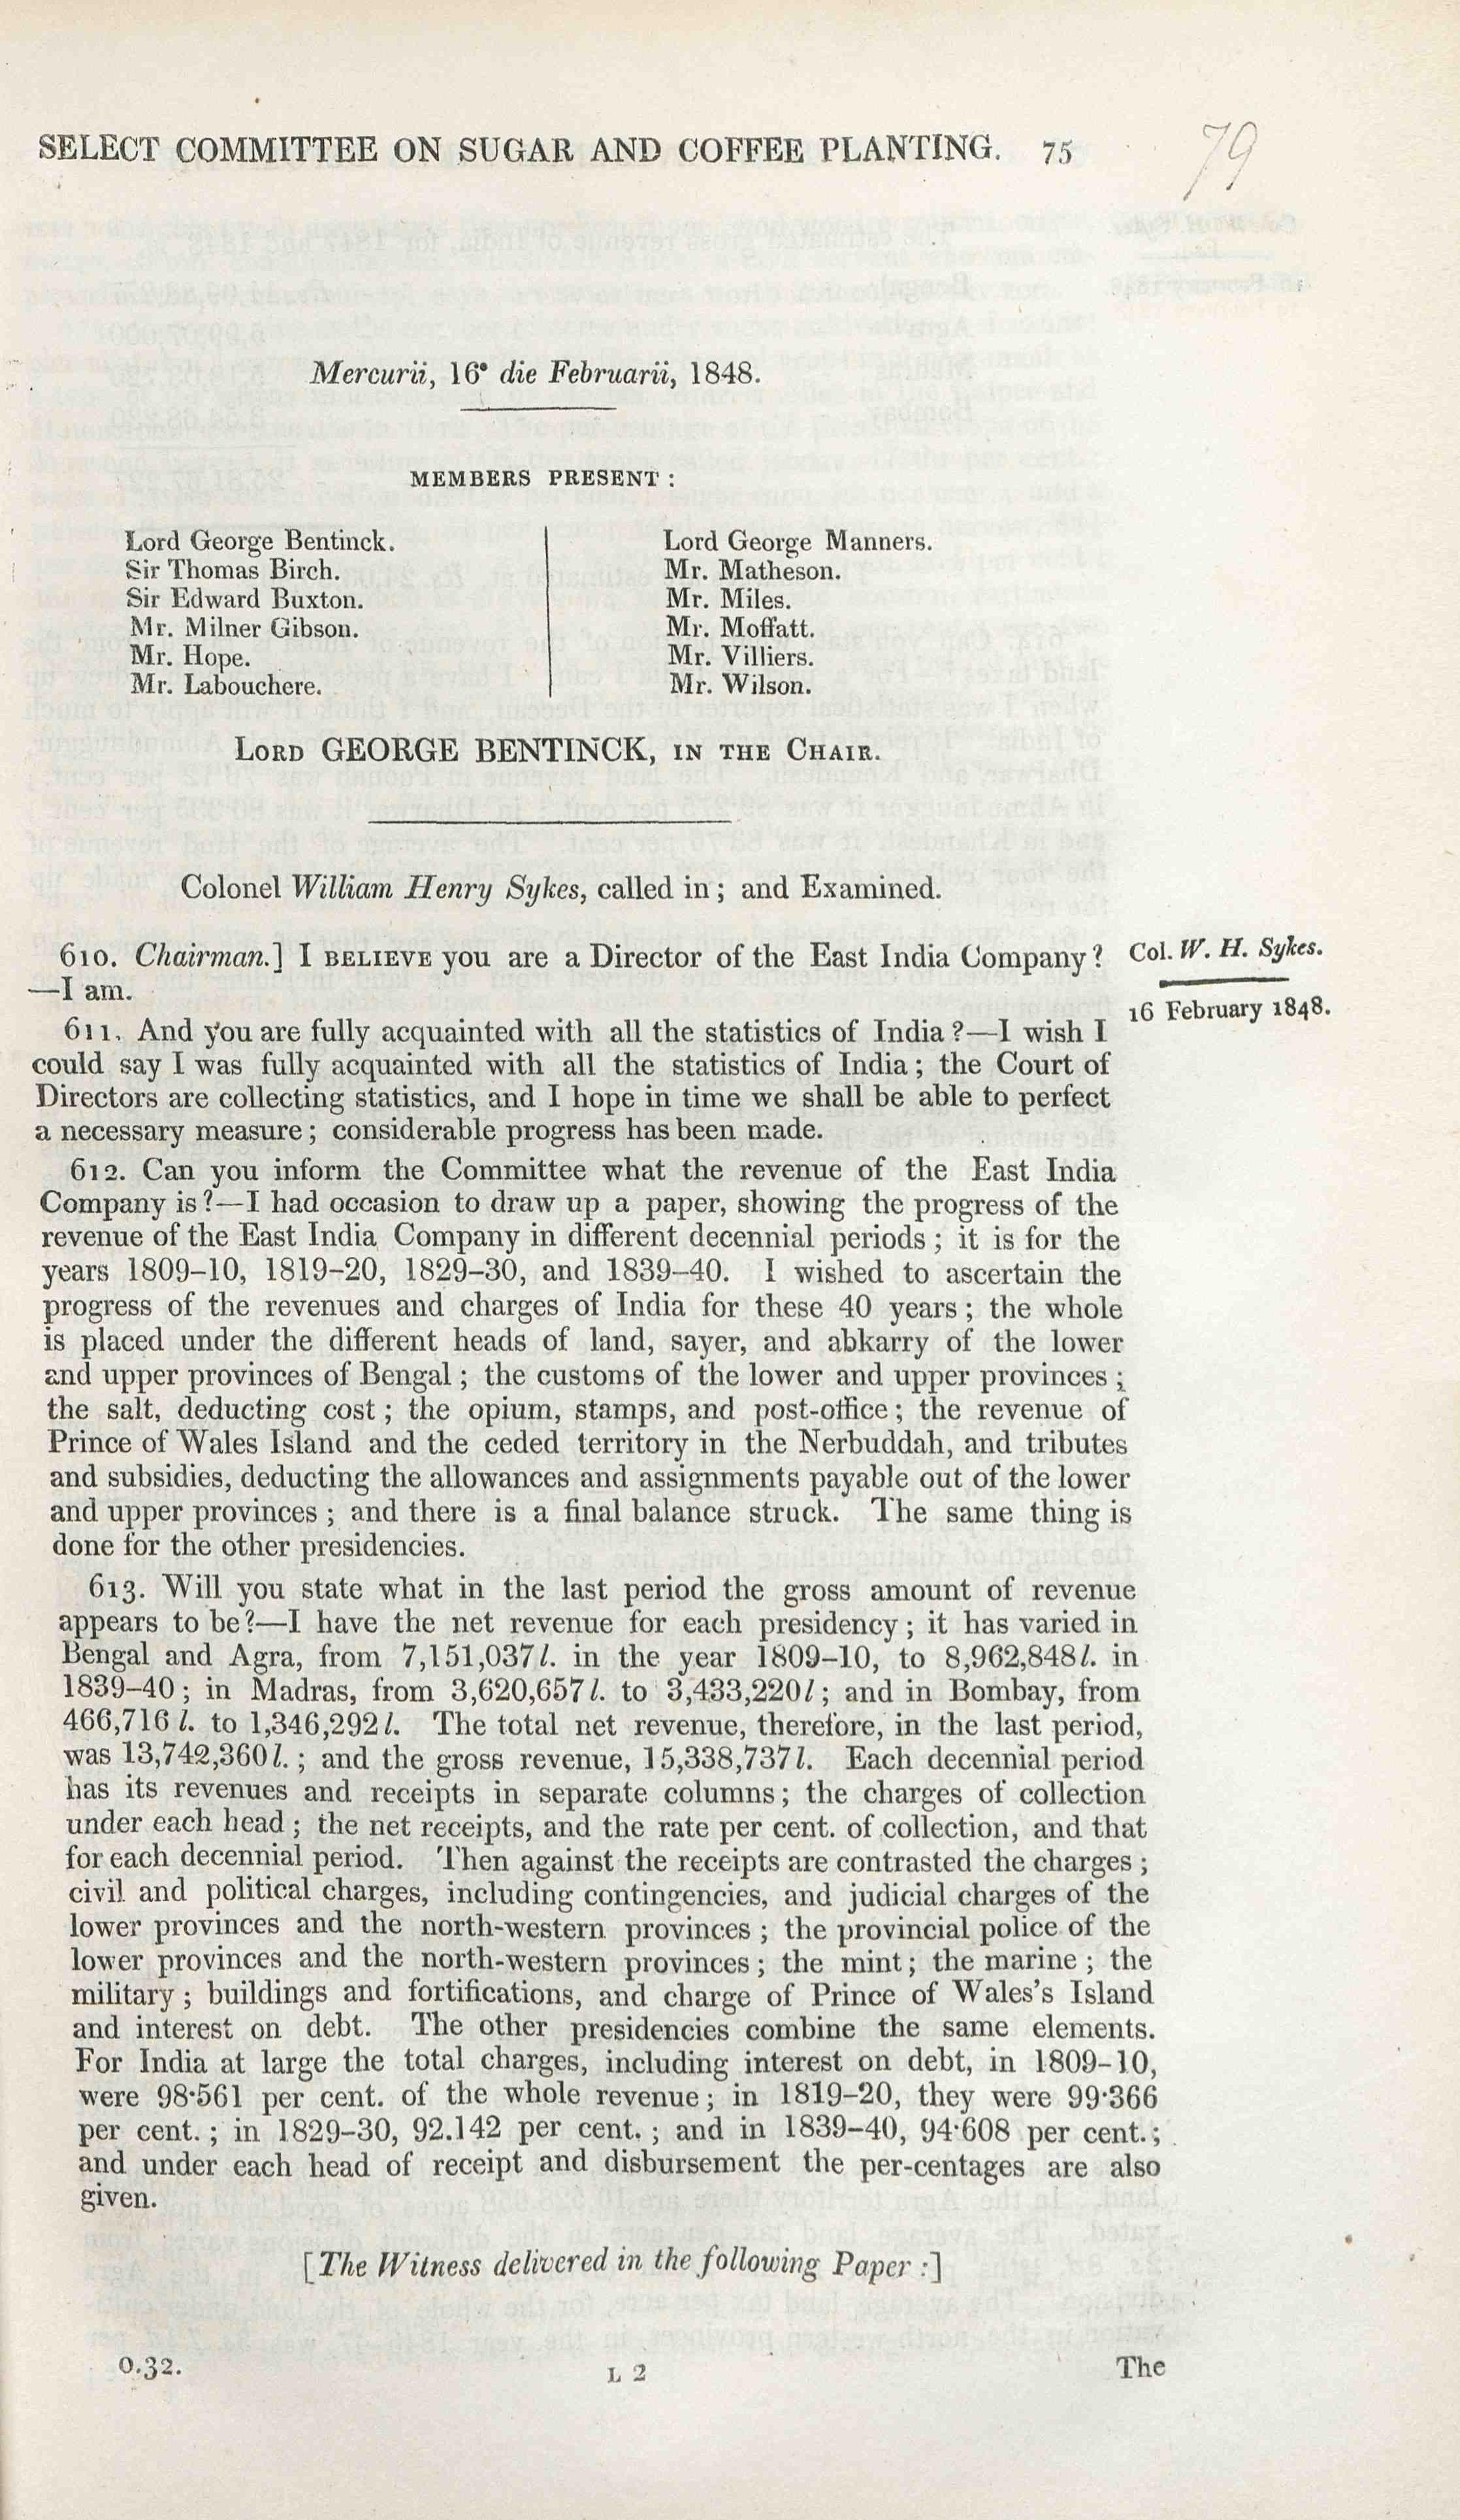 SELECT COMMITTEE ON SUGAR AND COFFEE PLANTING. 75
79
Mercurii, 16° die Februarii, 1848.
MEMBERS PRESENT:
Lord George Bentinck.
Sir Thomas Birch.
Sir Edward Buxton.
Mr. Milner Gibson.
Mr. Hope.
Mr. Labouchere.
Lord George Manners.
Mr. Matheson.
Mr. Miles.
Mr. Moffatt.
Mr. Villiers.
Mr. Wilson.
LORD GEORGE BENTINCK, IN THE CHAIR.
Colonel William Henry Sykes, called in; and Examined.
610. Chairman.] I BELIEVE you are a Director of the East India Company?
—I am.
Col. W. H. Sykes.
16 February 1848.
611. And you are fully acquainted with all the statistics of India?—I wish I
could say I was fully acquainted with all the statistics of India; the Court of
Directors are collecting statistics, and I hope in time we shall be able to perfect
a necessary measure; considerable progress has been made.
612. Can you inform the Committee what the revenue of the East India
Company is?—I had occasion to draw up a paper, showing the progress of the
revenue of the East India Company in different decennial periods; it is for the
years 1809–10, 1819–20, 1829–30, and 1839–40. I wished to ascertain the
progress of the revenues and charges of India for these 40 years; the whole
is placed under the different heads of land, sayer, and abkarry of the lower
and upper provinces of Bengal; the customs of the lower and upper provinces;
the salt, deducting cost; the opium, stamps, and post-office; the revenue of
Prince of Wales Island and the ceded territory in the Nerbuddah, and tributes
and subsidies, deducting the allowances and assignments payable out of the lower
and upper provinces; and there is a final balance struck. The same thing is
done for the other presidencies.
613. Will you state what in the last period the gross amount of revenue
appears to be?—I have the net revenue for each presidency; it has varied in
Bengal and Agra, from 7,151,037 l. in the year 1809–10, to 8,962,848 l. in
1839–40; in Madras, from 3,620,657 l. to 3,433,220 l; and in Bombay, from
466,716 l. to 1,346,292 l. The total net revenue, therefore, in the last period,
was 13,742,360 l.; and the gross revenue, 15,338,737 l. Each decennial period
has its revenues and receipts in separate columns; the charges of collection
under each head; the net receipts, and the rate per cent. of collection, and that
for each decennial period. Then against the receipts are contrasted the charges;
civil and political charges, including contingencies, and judicial charges of the
lower provinces and the north-western provinces; the provincial police of the
lower provinces and the north-western provinces; the mint; the marine; the
military; buildings and fortifications, and charge of Prince of Wales's Island
and interest on debt. The other presidencies combine the same elements.
For India at large the total charges, including interest on debt, in 1809–10,
were 98·561 per cent. of the whole revenue; in 1819–20, they were 99·366
per cent.; in 1829–30, 92.142 per cent.; and in 1839–40, 94·608 per cent.;
and under each head of receipt and disbursement the per-centages are also
given.
[The Witness delivered in the following Paper:]
0.32.
L 2
The